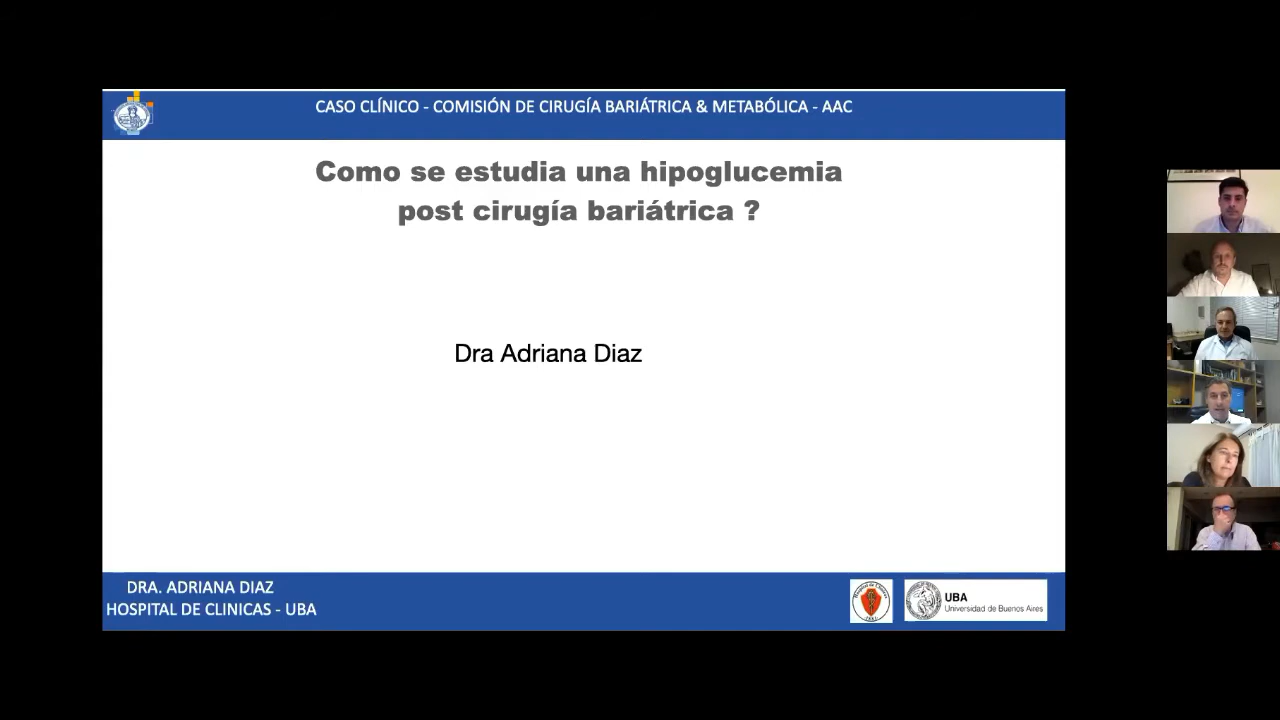 CASO CLÍNICO - COMISIÓN DE CIRUGÍA BARIÁTRICA & METABÓLICA - AAC
Como se estudia una hipoglucemia
post cirugía bariátrica ?
Dra Adriana Diaz
DRA. ADRIANA DIAZ
HOSPITAL DE CLINICAS - UBA
UBA
Universidad de Buenos Aires